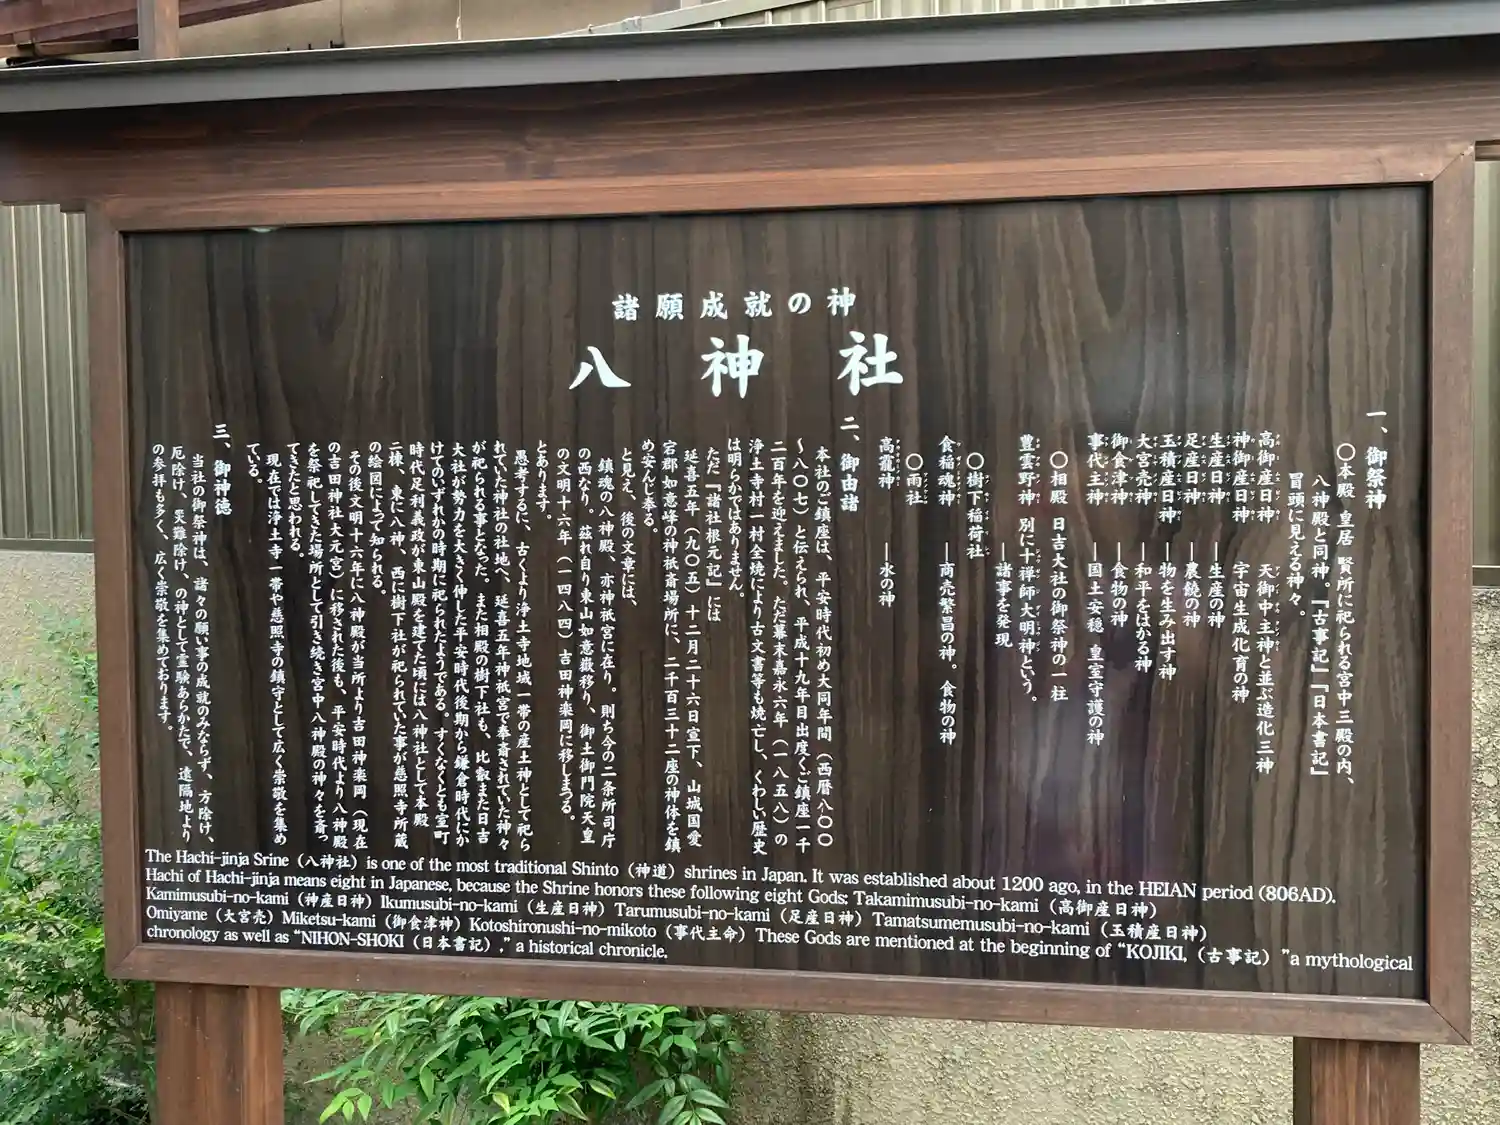 諸願成就の神
八神社
一、御祭神
〇本殿 皇居 賢所に祀られる宮中三殿の内、
八神殿と同神。『古事記』『日本書記』
冒頭に見える神々。
高御産日神 天御中主神と並ぶ造化三神
神御産日神 宇宙生成化育の神
生産日神 ―生産の神
足産日神 ―農饒の神
玉積産日神 ―物を生み出す神
大宮売神 ―和平をはかる神
御食津神 ―食物の神
事代主神 ―国土安穏 皇室守護の神
〇相殿 日吉大社の御祭神の一柱
豊雲野神 別に十禅師大明神という。
―諸事を発現
〇樹下稲荷社
食稲魂神 ―商売繁昌の神。食物の神
〇雨社
高龗神 ―水の神
二、御由諸
本社のご鎮座は、平安時代初め大同年間（西暦八〇〇
～八〇七）と伝えられ、平成十九年目出度くご鎮座一千
二百年を迎えました。ただ幕末嘉永六年（一八五八）の
浄土寺村一村全焼により古文書等も焼亡し、くわしい歴史
は明らかではありません。
ただ『諸社根元記』には
延喜五年（九〇五）十二月二十六日宣下、山城国愛
宕郡如意峰の神祇斎場所に、二千百三十二座の神体を鎮
め安んし奉る。
と見え、後の文章には、
鎮魂の八神殿、亦神祇宮に在り。則ち今の二条所司庁
の西なり。茲れ自り東山如意嶽移り、御土御門院天皇
の文明十六年（一四八四）吉田神楽岡に移しまつる。
とあります。
愚考するに、古くより浄土寺地域一帯の産土神として祀ら
れていた神社の社地へ、延喜五年神祇宮で奉斎されていた神々
が祀られる事となった。また相殿の樹下社も、比叡また日吉
大社が勢力を大きく伸した平安時代後期から鎌倉時代にか
けてのいずれかの時期に祀られたようである。すくなくとも室町
時代足利義政が東山殿を建てた頃には八神社として本殿
二棟、東に八神、西に樹下社が祀られていた事が慈照寺所蔵
の絵図によって知られる。
その後文明十六年に八神殿が当所より吉田神楽岡（現在
の吉田神社大元宮）に移された後も、平安時代より八神殿
を祭祀してきた場所として引き続き宮中八神殿の神々を斎っ
てきたと思われる。
現在では浄土寺一帯や慈照寺の鎮守として広く崇敬を集め
ている。
三、御神徳
当社の御祭神は、諸々の願い事の成就のみならず、方除け、
厄除け、災難除け、の神として霊験あらかたで、遠隔地より
の参拝も多く、広く崇敬を集めております。
The Hachi-jinja Srine（八神社）is one of the most traditional Shinto（神道）shrines in Japan. It was established about 1200 ago, in the HEIAN period (806AD).
Hachi of Hachi-jinja means eight in Japanese, because the Shrine honors these following eight Gods: Takamimusubi-no-kami（高御産日神）
Kamimusubi-no-kami（神産日神）Ikumusubi-no-kami（生産日神）Tarumusubi-no-kami（足産日神）Tamatsumemusubi-no-kami（玉積産日神）
Omiyame（大宮売）Miketsu-kami（御食津神）Kotoshironushi-no-mikoto（事代主命）These Gods are mentioned at the beginning of “KOJIKI,（古事記）”a mythological
chronology as well as “NIHON-SHOKI（日本書記）,” a historical chronicle.